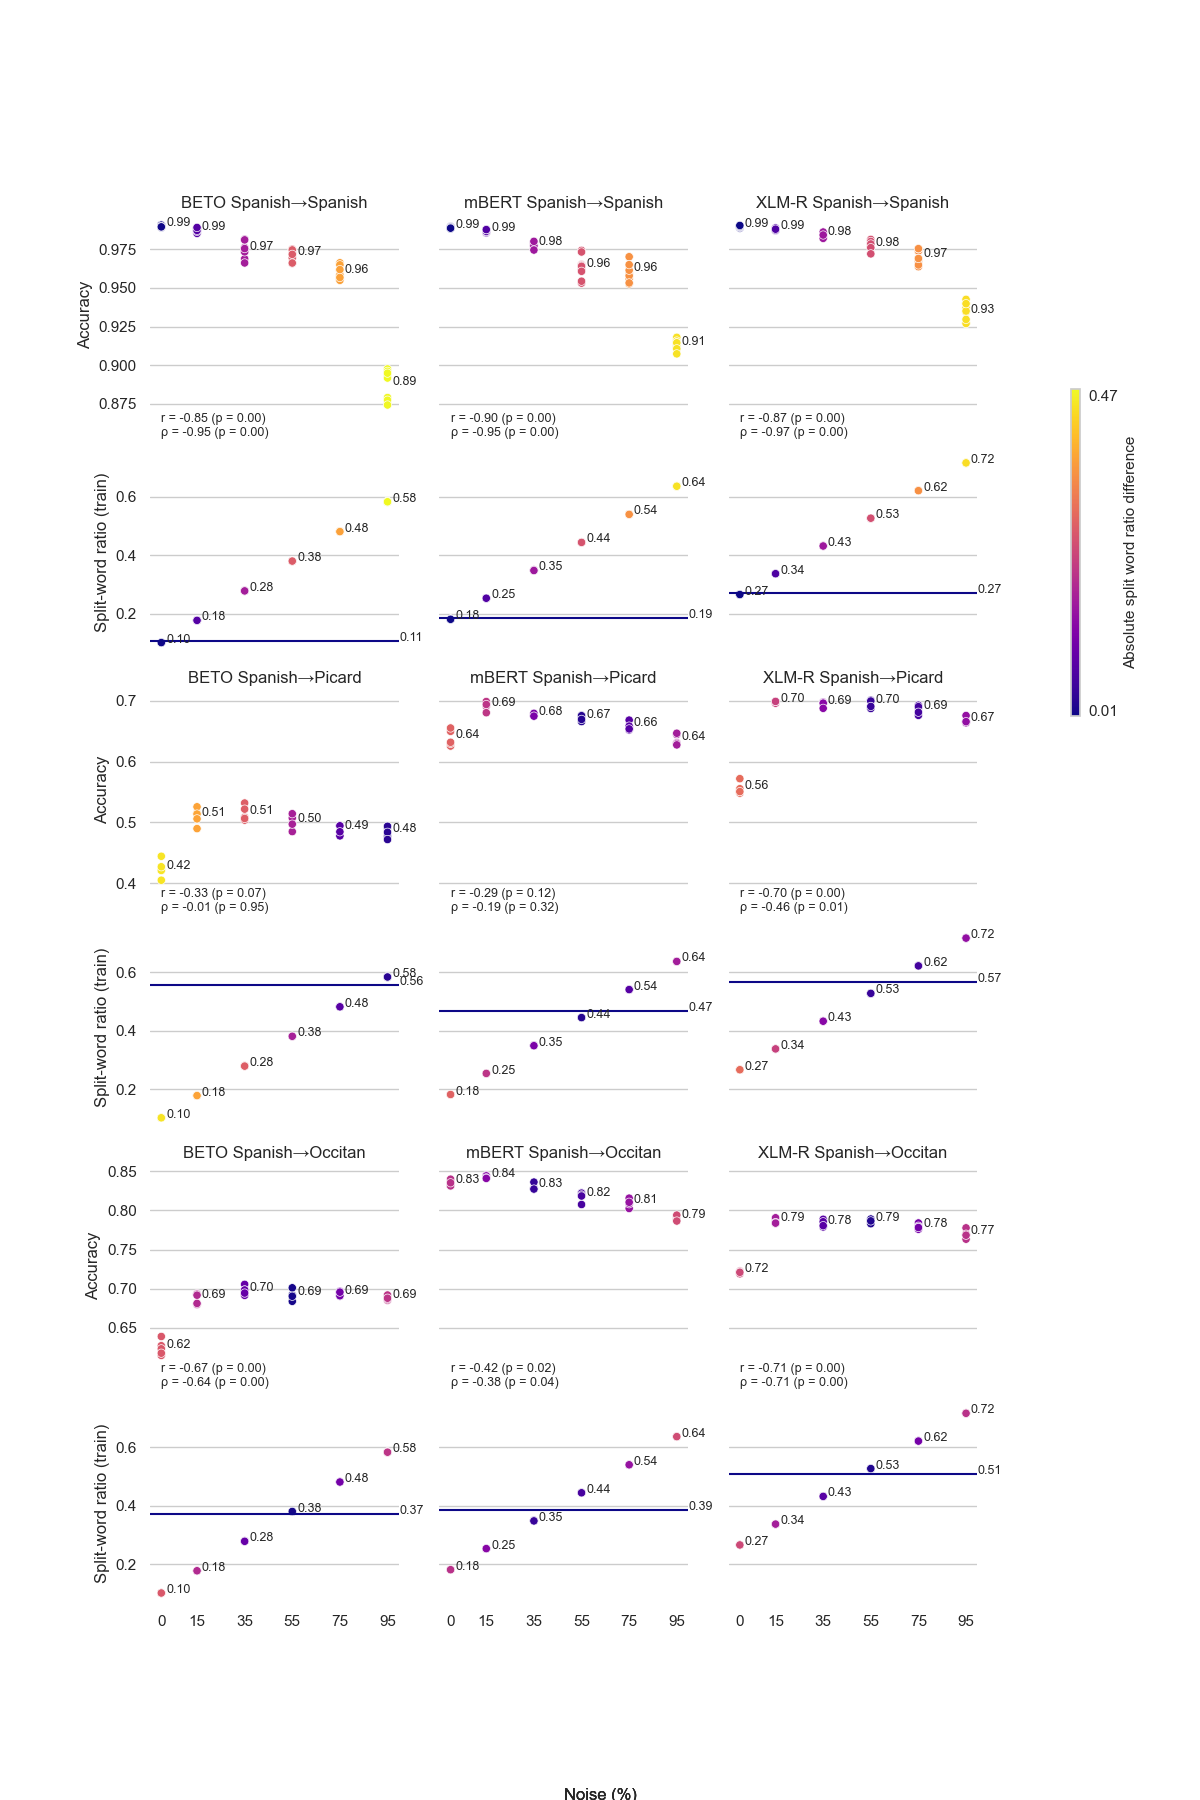 BETO Spanish→Spanish mBERT Spanish→Spanish XLM-R Spanish→Spanish
Accuracy
0.975
0.950
0.925
0.900
0.875
0.99 0.99 0.97 0.97 0.96 0.89
r = -0.85 (p = 0.00)
ρ = -0.95 (p = 0.00)
0.99 0.99 0.98 0.96 0.96 0.91
r = -0.90 (p = 0.00)
ρ = -0.95 (p = 0.00)
0.99 0.99 0.98 0.98 0.97 0.93
r = -0.87 (p = 0.00)
ρ = -0.97 (p = 0.00)
Split-word ratio (train)
0.6
0.4
0.2
0.10 0.18 0.28 0.38 0.48 0.58 0.11
0.18 0.25 0.35 0.44 0.54 0.64 0.19
0.27 0.34 0.43 0.53 0.62 0.72 0.27
0.47
Absolute split word ratio difference
0.01
BETO Spanish→Picard mBERT Spanish→Picard XLM-R Spanish→Picard
Accuracy
0.7
0.6
0.5
0.4
0.42 0.51 0.51 0.50 0.49 0.48
r = -0.33 (p = 0.07)
ρ = -0.01 (p = 0.95)
0.64 0.69 0.68 0.67 0.66 0.64
r = -0.29 (p = 0.12)
ρ = -0.19 (p = 0.32)
0.56 0.70 0.69 0.70 0.69 0.67
r = -0.70 (p = 0.00)
ρ = -0.46 (p = 0.01)
Split-word ratio (train)
0.6
0.4
0.2
0.10 0.18 0.28 0.38 0.48 0.58 0.56
0.18 0.25 0.35 0.44 0.54 0.64 0.47
0.27 0.34 0.43 0.53 0.62 0.72 0.57
BETO Spanish→Occitan mBERT Spanish→Occitan XLM-R Spanish→Occitan
Accuracy
0.85
0.80
0.75
0.70
0.65
0.62 0.69 0.70 0.69 0.69 0.69
r = -0.67 (p = 0.00)
ρ = -0.64 (p = 0.00)
0.83 0.84 0.83 0.82 0.81 0.79
r = -0.42 (p = 0.02)
ρ = -0.38 (p = 0.04)
0.72 0.79 0.78 0.79 0.78 0.77
r = -0.71 (p = 0.00)
ρ = -0.71 (p = 0.00)
Split-word ratio (train)
0.6
0.4
0.2
0.10 0.18 0.28 0.38 0.48 0.58 0.37
0.18 0.25 0.35 0.44 0.54 0.64 0.39
0.27 0.34 0.43 0.53 0.62 0.72 0.51
0 15 35 55 75 95 0 15 35 55 75 95 0 15 35 55 75 95
Noise (%)